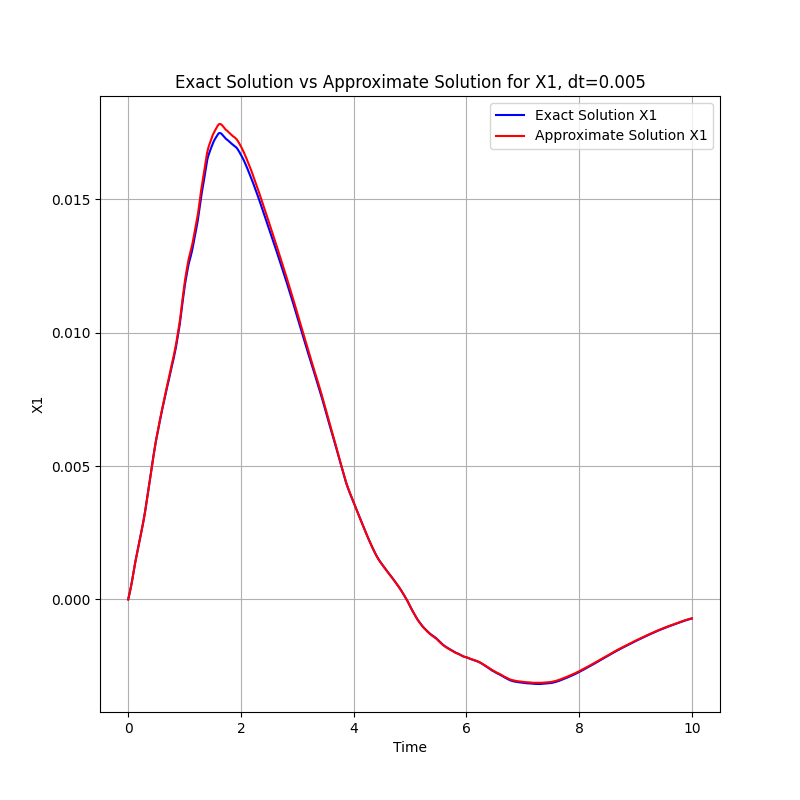 Exact Solution vs Approximate Solution for X1, dt=0.005
Exact Solution X1
Approximate Solution X1
0.015
0.010
X1
0.005
0.000
0 2 4 6 8 10
Time